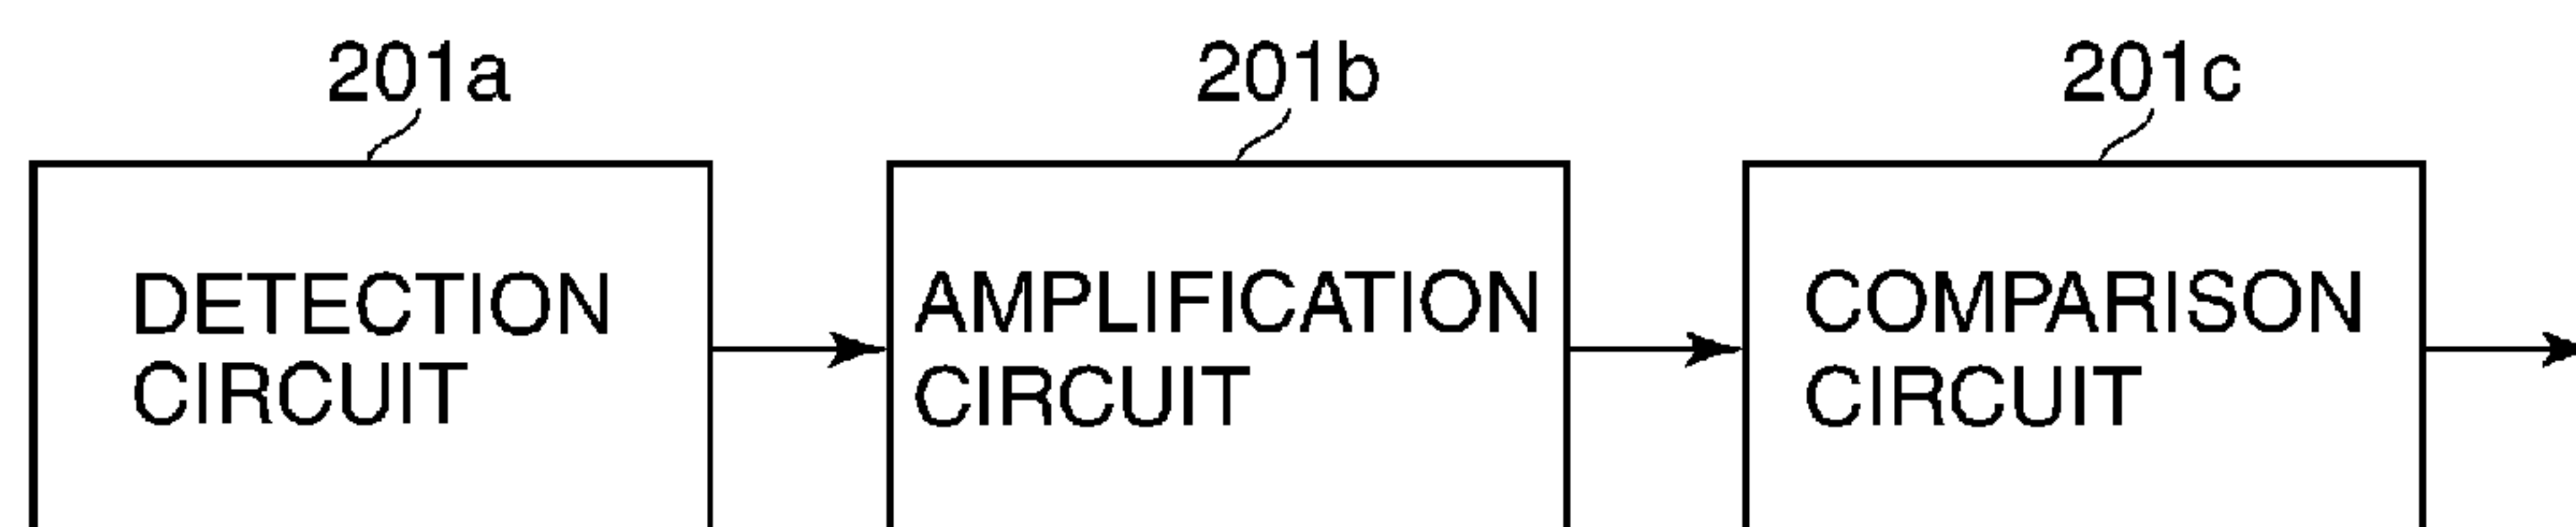 201a
201b
201c
DETECTION
CIRCUIT
AMPLIFICATION
CIRCUIT
COMPARISON
CIRCUIT